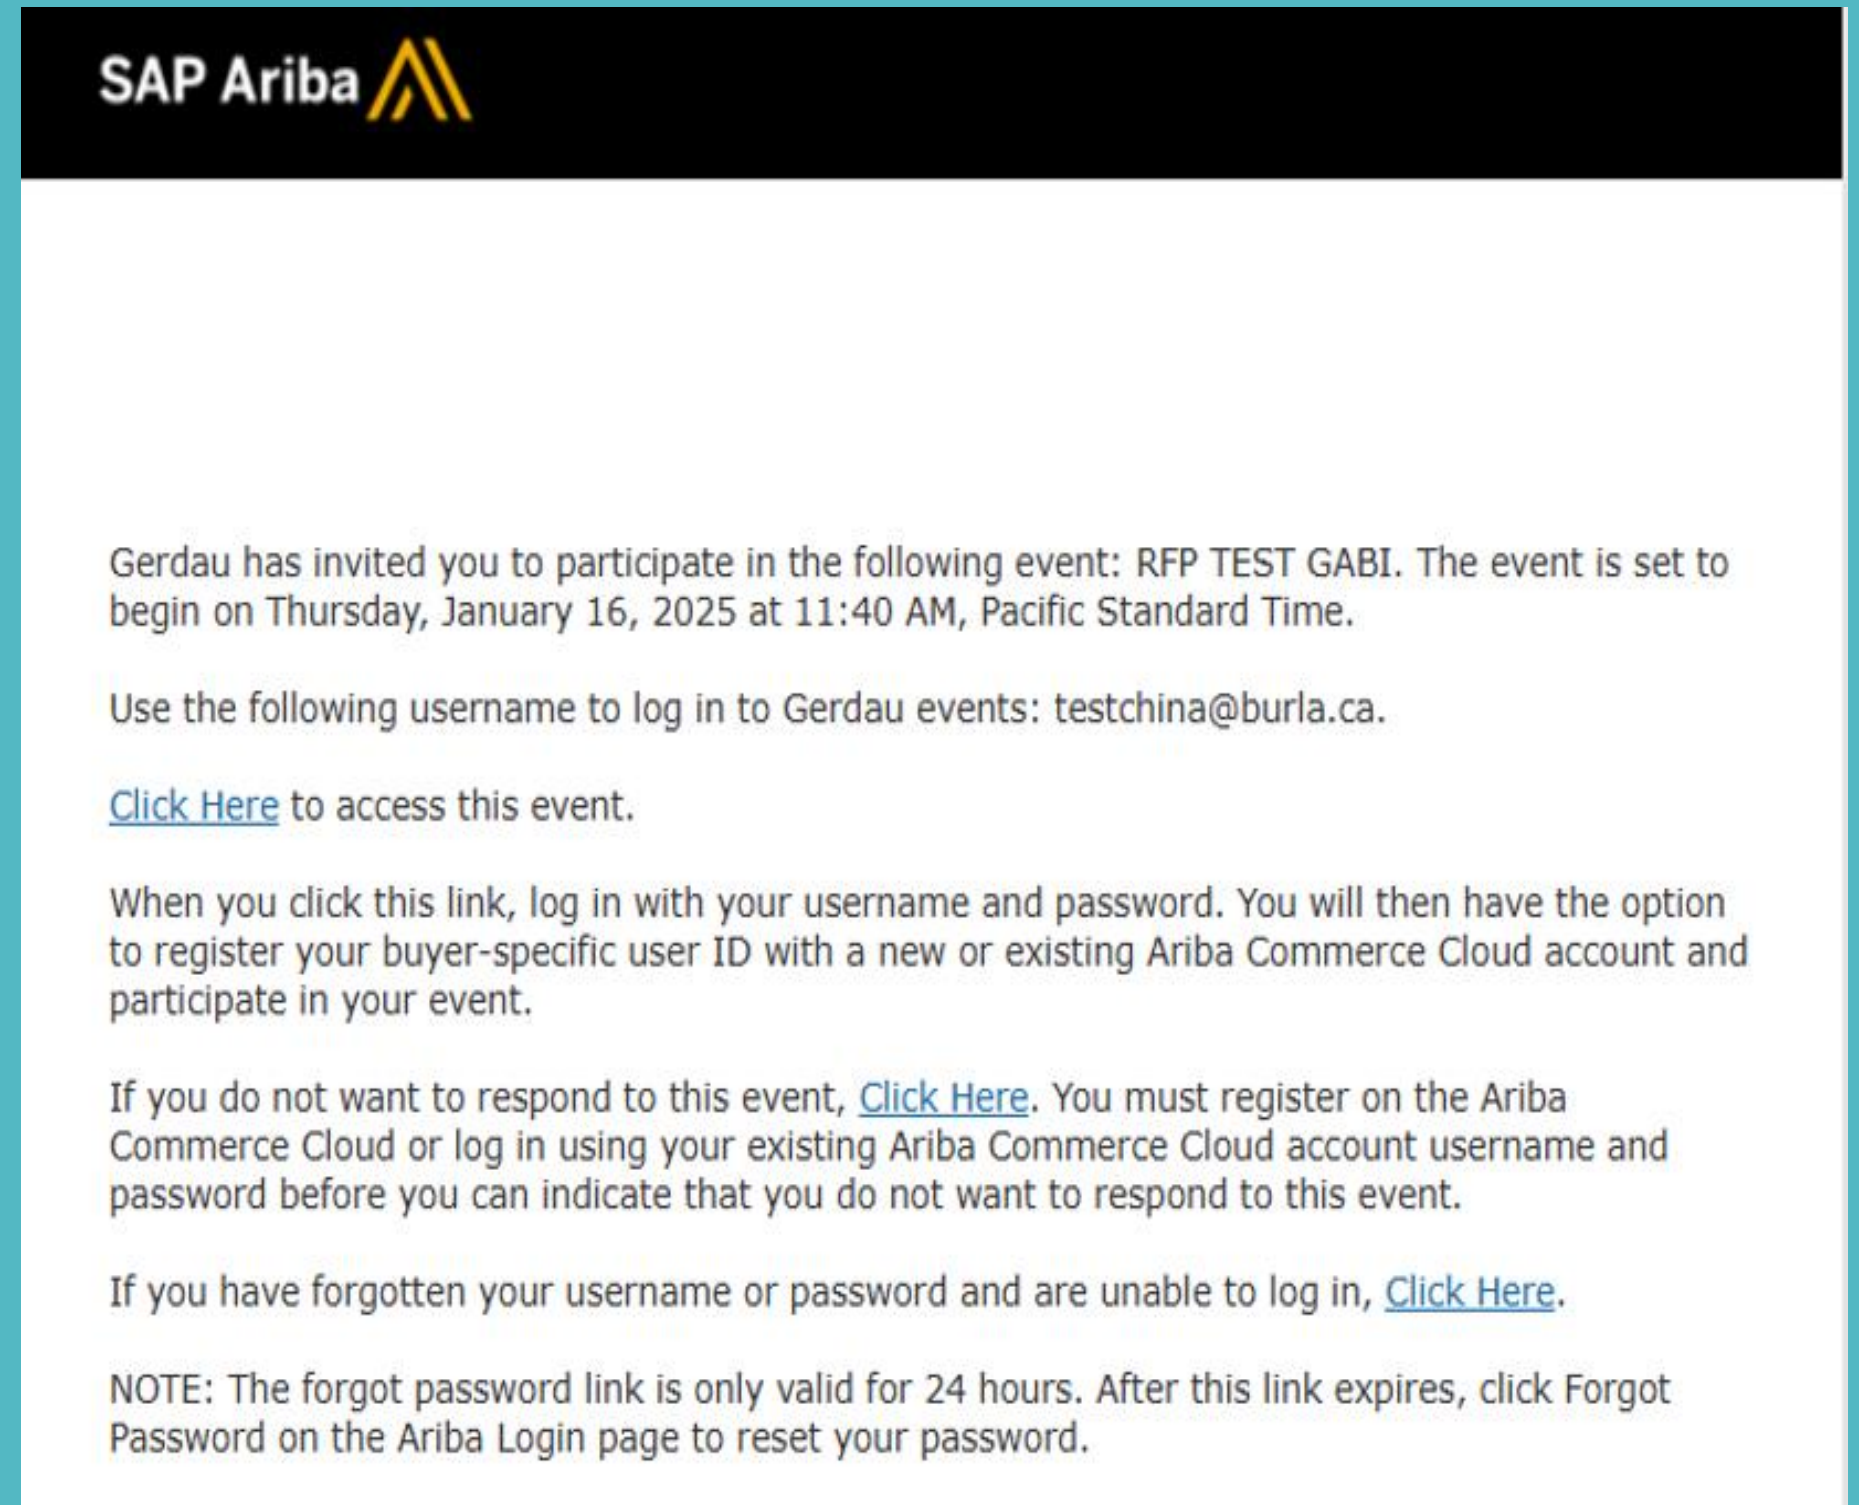 SAP Ariba
Gerdau has invited you to participate in the following event: RFP TEST GABI. The event is set to
begin on Thursday, January 16, 2025 at 11:40 AM, Pacific Standard Time.
Use the following username to log in to Gerdau events: testchina@burla.ca.
Click Here to access this event.
When you click this link, log in with your username and password. You will then have the option
to register your buyer-specific user ID with a new or existing Ariba Commerce Cloud account and
participate in your event.
If you do not want to respond to this event, Click Here. You must register on the Ariba
Commerce Cloud or log in using your existing Ariba Commerce Cloud account username and
password before you can indicate that you do not want to respond to this event.
If you have forgotten your username or password and are unable to log in, Click Here.
NOTE: The forgot password link is only valid for 24 hours. After this link expires, click Forgot
Password on the Ariba Login page to reset your password.